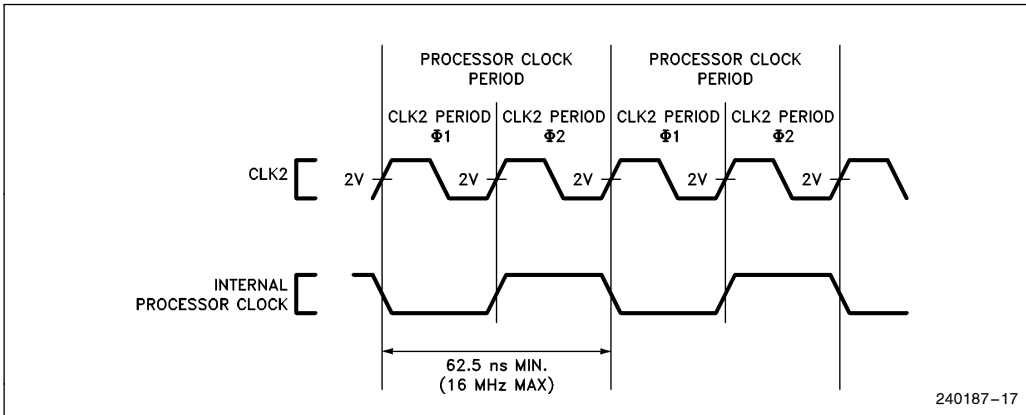 PROCESSOR CLOCK
PERIOD
PROCESSOR CLOCK
PERIOD
CLK2 PERIOD
Φ1
CLK2 PERIOD
Φ2
CLK2 PERIOD
Φ1
CLK2 PERIOD
Φ2
CLK2
2V
2V
2V
2V
2V
INTERNAL
PROCESSOR CLOCK
62.5 ns MIN.
(16 MHz MAX)
240187–17